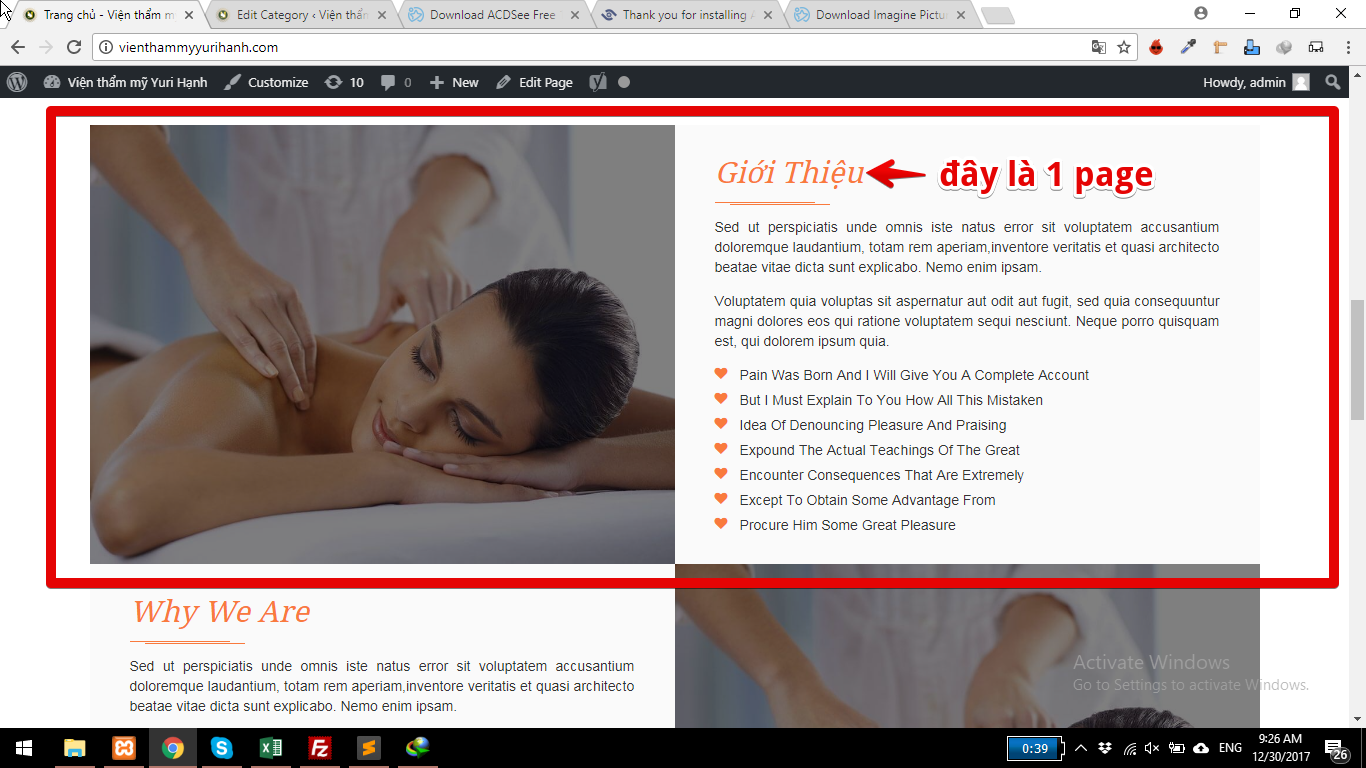 Trang chủ - Viện thẩm m
Edit Category ‹ Viện thẩm
Download ACDSee Free
Thank you for installing A
Download Imagine Pictu
vienthammyyurihanh.com
Viện thẩm mỹ Yuri Hạnh
Customize
10
0
New
Edit Page
Howdy, admin
Giới Thiệu
đây là 1 page
Sed ut perspiciatis unde omnis iste natus error sit voluptatem accusantium
doloremque laudantium, totam rem aperiam,inventore veritatis et quasi architecto
beatae vitae dicta sunt explicabo. Nemo enim ipsam.
Voluptatem quia voluptas sit aspernatur aut odit aut fugit, sed quia consequuntur
magni dolores eos qui ratione voluptatem sequi nesciunt. Neque porro quisquam
est, qui dolorem ipsum quia.
Pain Was Born And I Will Give You A Complete Account
But I Must Explain To You How All This Mistaken
Idea Of Denouncing Pleasure And Praising
Expound The Actual Teachings Of The Great
Encounter Consequences That Are Extremely
Except To Obtain Some Advantage From
Procure Him Some Great Pleasure
Why We Are
Sed ut perspiciatis unde omnis iste natus error sit voluptatem accusantium
doloremque laudantium, totam rem aperiam,inventore veritatis et quasi architecto
beatae vitae dicta sunt explicabo. Nemo enim ipsam.
Activate Windows
Go to Settings to activate Windows.
0:39
ENG
9:26 AM
12/30/2017
26